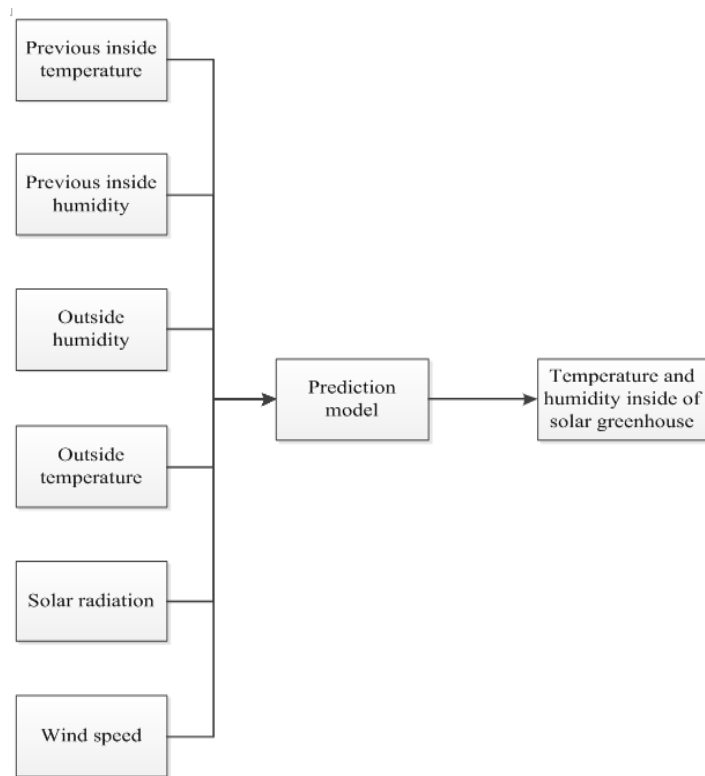 Previous inside
temperature
Previous inside
humidity
Outside
humidity
Outside
temperature
Solar radiation
Wind speed
Prediction
model
Temperature and
humidity inside of
solar greenhouse